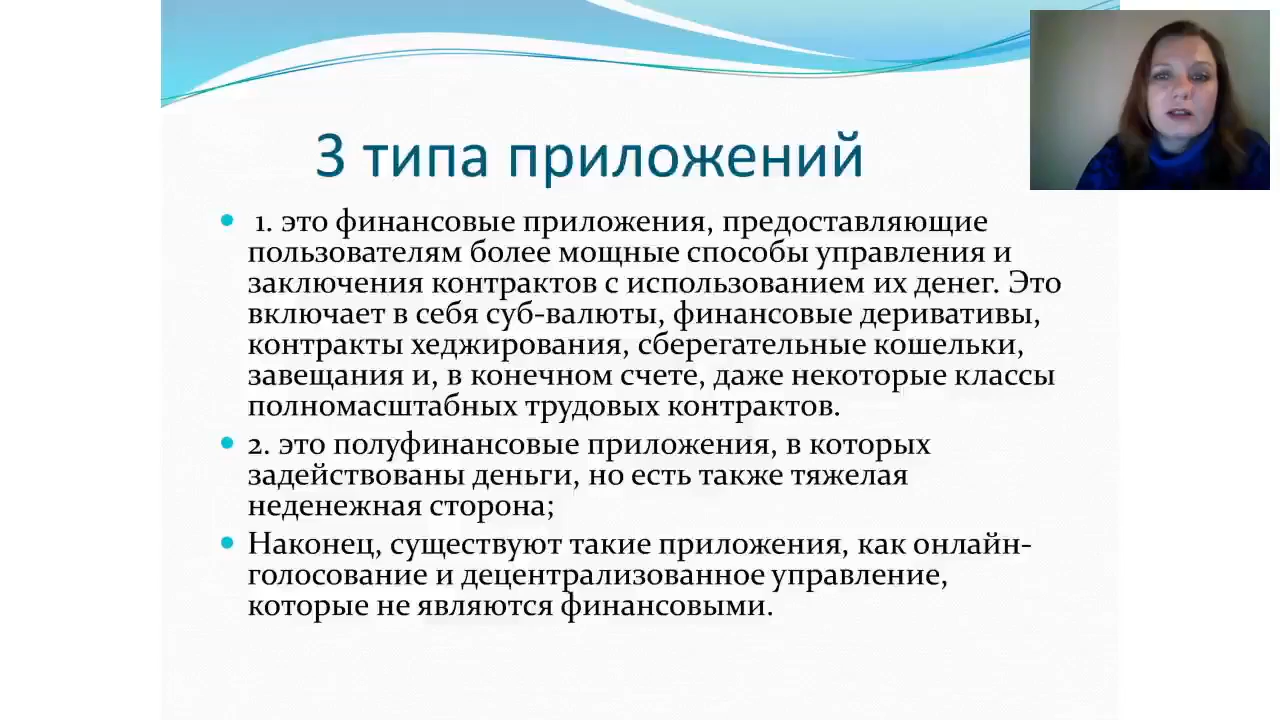 3 типа приложений
1. это финансовые приложения, предоставляющие
пользователям более мощные способы управления и
заключения контрактов с использованием их денег. Это
включает в себя суб-валюты, финансовые деривативы,
контракты хеджирования, сберегательные кошельки,
завещания и, в конечном счете, даже некоторые классы
полномасштабных трудовых контрактов.
2. это полуфинансовые приложения, в которых
задействованы деньги, но есть также тяжелая
неденежная сторона;
Наконец, существуют такие приложения, как онлайн-
голосование и децентрализованное управление,
которые не являются финансовыми.